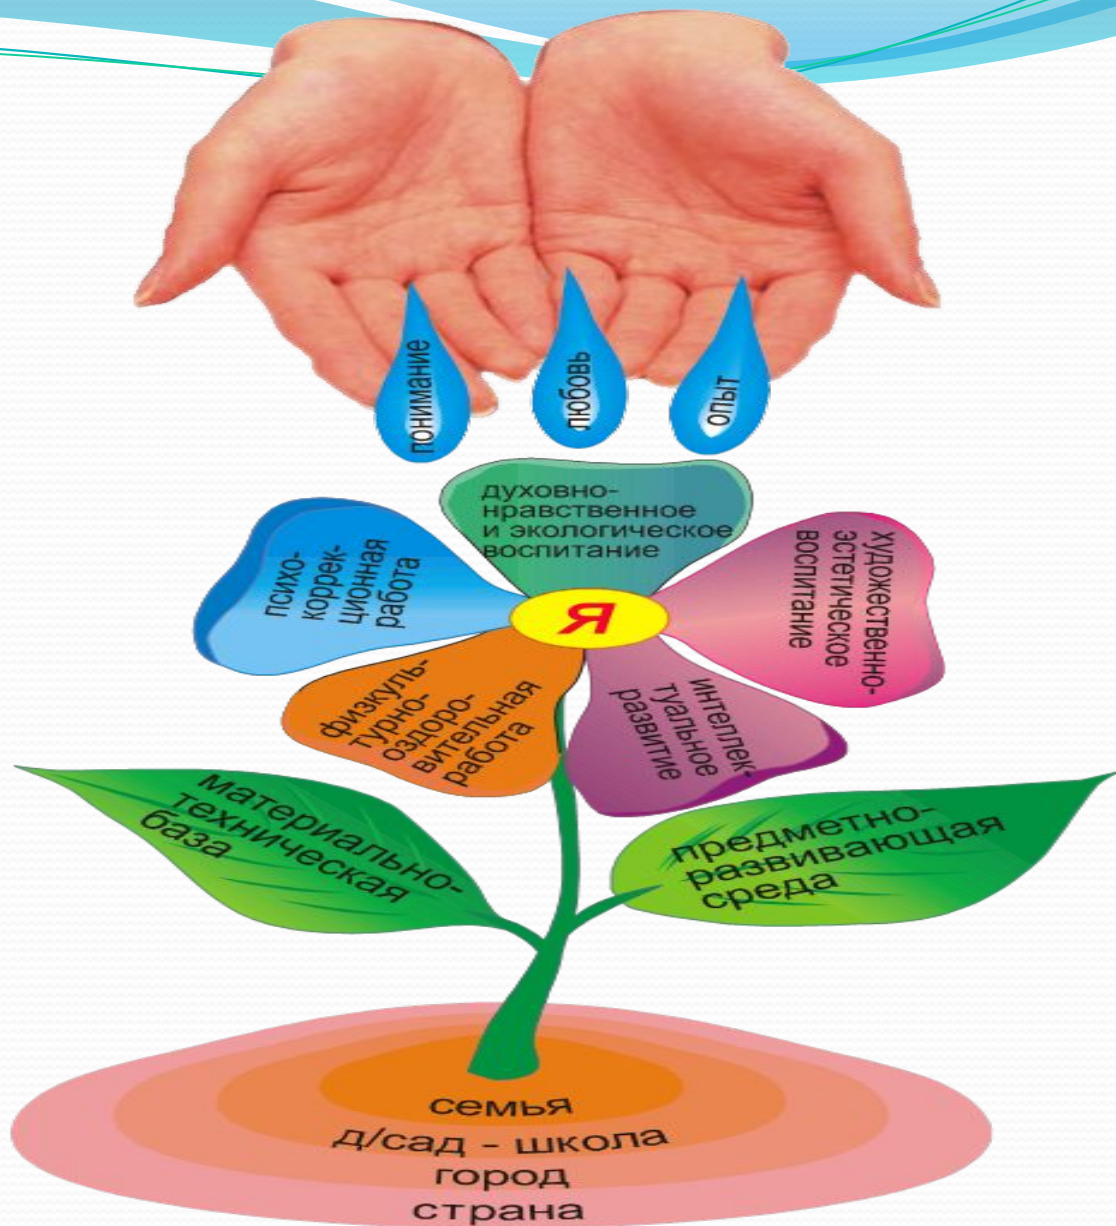 понимание
любовь
опыт
духовно-
нравственное
и экологическое
воспитание
психо-
коррек-
ционная
работа
художественно-
эстетическое
воспитание
Я
физкуль-
турно-
оздоро-
вительная
работа
интеллек-
туальное
развитие
материально-
техническая
база
предметно-
развивающая
среда
семья
д/сад - школа
город
страна